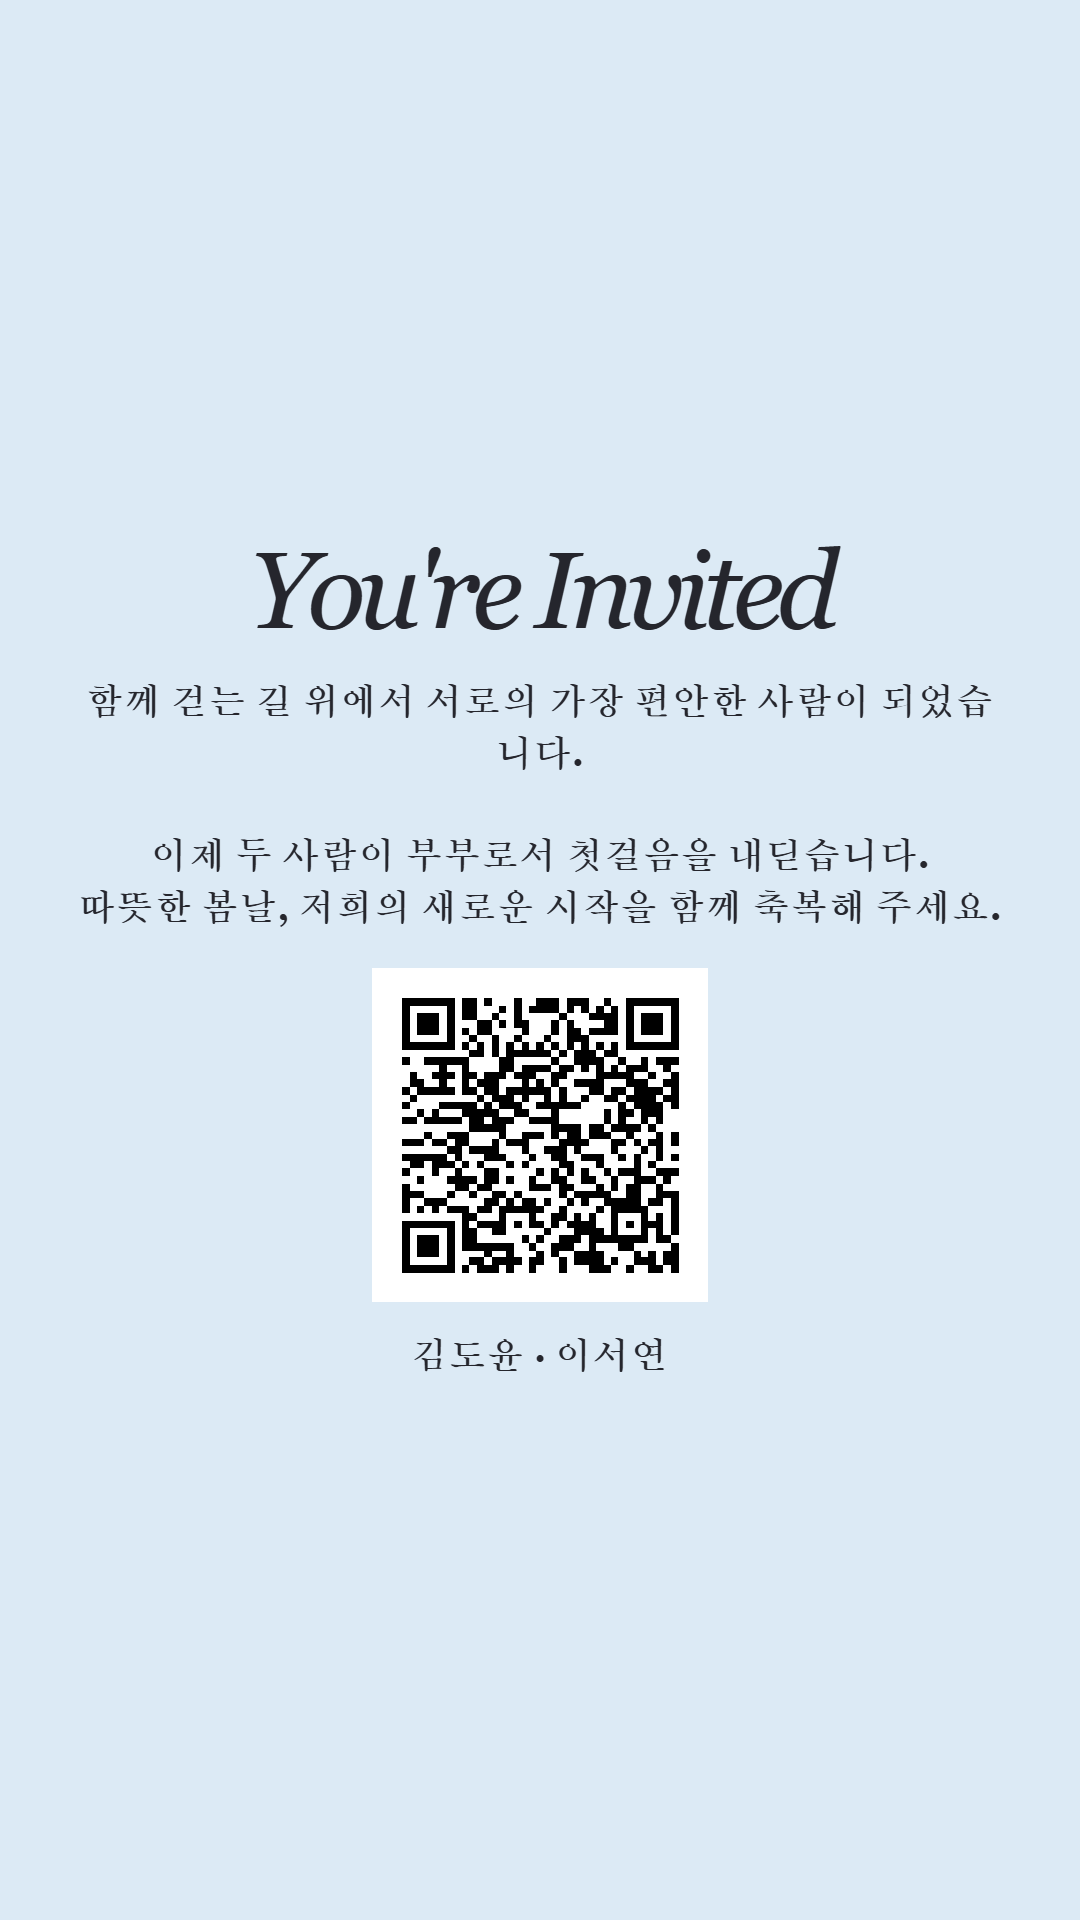 You're Invited
함께 걷는 길 위에서 서로의 가장 편안한 사람이 되었습
니다.
이제 두 사람이 부부로서 첫걸음을 내딛습니다.
따뜻한 봄날, 저희의 새로운 시작을 함께 축복해 주세요.
김도윤 · 이서연